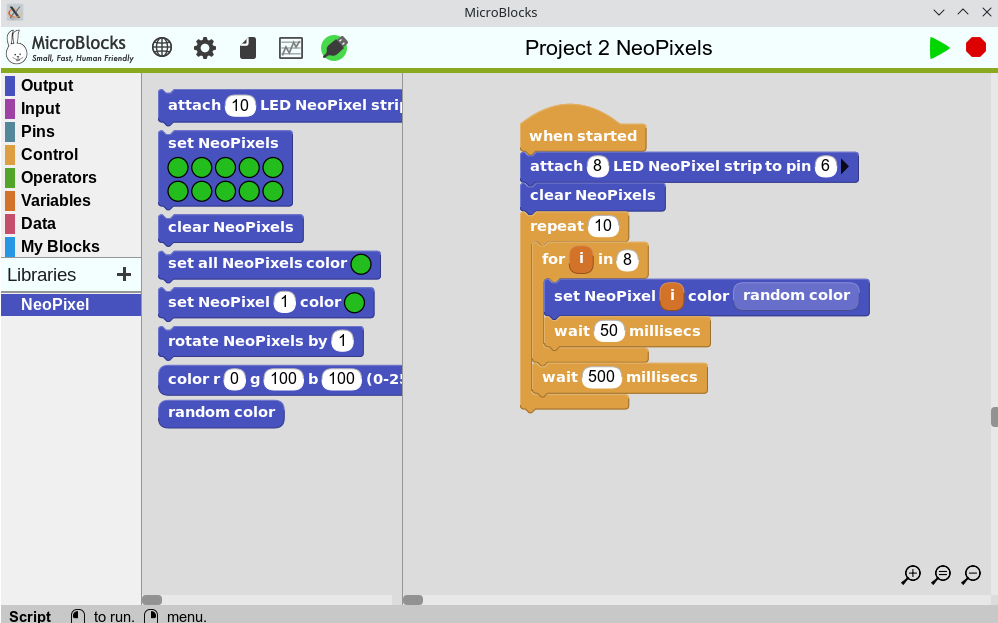 MicroBlocks
MicroBlocks
Small, Fast, Human Friendly
Project 2 NeoPixels
Output
Input
Pins
Control
Operators
Variables
Data
My Blocks
Libraries +
NeoPixel
attach 10 LED NeoPixel strip
set NeoPixels
clear NeoPixels
set all NeoPixels color
set NeoPixel 1 color
rotate NeoPixels by 1
color r 0 g 100 b 100 (0-25
random color
when started
attach 8 LED NeoPixel strip to pin 6
clear NeoPixels
repeat 10
for i in 8
set NeoPixel i color random color
wait 50 millisecs
wait 500 millisecs
Script to run. menu.